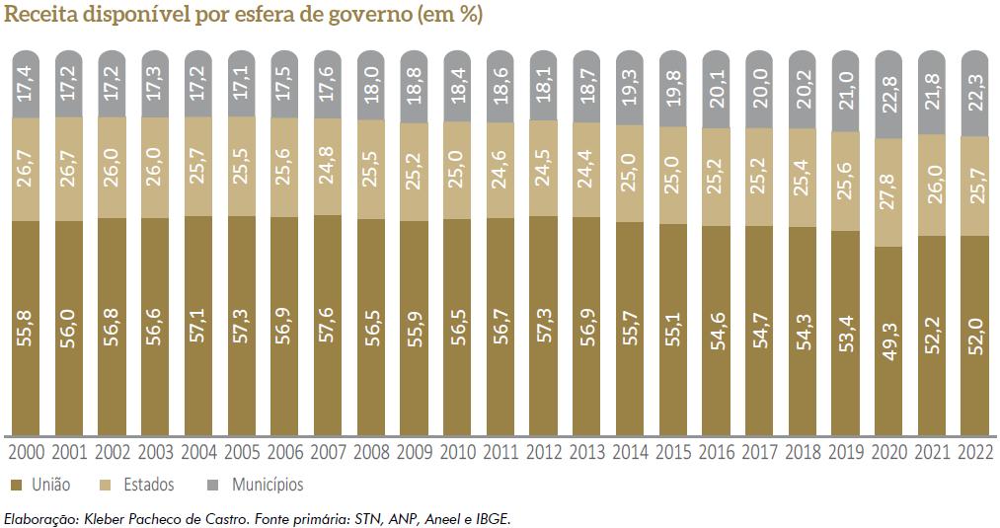 Receita disponível por esfera de governo (em %)
17,4 17,2 17,2 17,3 17,2 17,1 17,5 17,6 18,0 18,8 18,4 18,6 18,1 18,7 19,3 19,8 20,1 20,0 20,2 21,0 22,8 21,8 22,3
26,7 26,7 26,0 26,0 25,7 25,5 25,6 24,8 25,5 25,2 25,0 24,6 24,5 24,4 25,0 25,0 25,2 25,2 25,4 25,6 27,8 26,0 25,7
55,8 56,0 56,8 56,6 57,1 57,3 56,9 57,6 56,5 55,9 56,5 56,7 57,3 56,9 55,7 55,1 54,6 54,7 54,3 53,4 49,3 52,2 52,0
2000 2001 2002 2003 2004 2005 2006 2007 2008 2009 2010 2011 2012 2013 2014 2015 2016 2017 2018 2019 2020 2021 2022
União Estados Municípios
Elaboração: Kleber Pacheco de Castro. Fonte primária: STN, ANP, Aneel e IBGE.